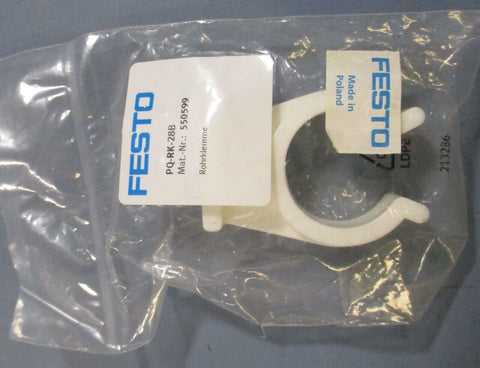 FESTO
PQ-RK-28B
Mat.-Nr.: 550599
Rohrklemme
FESTO
Made in
Poland
LDPE
213286